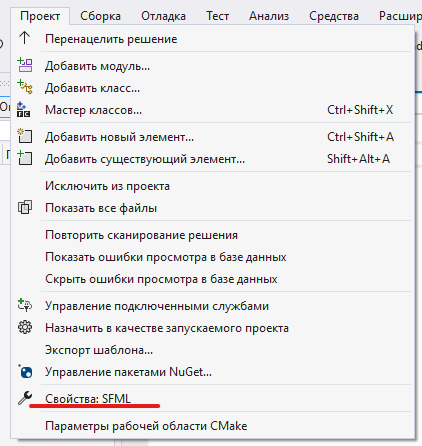 Проект Сборка Отладка Тест Анализ Средства Расшир
Перенацелить решение
Добавить модуль...
Добавить класс...
Мастер классов... Ctrl+Shift+X
Добавить новый элемент... Ctrl+Shift+A
Добавить существующий элемент... Shift+Alt+A
Исключить из проекта
Показать все файлы
Повторить сканирование решения
Показать ошибки просмотра в базе данных
Скрыть ошибки просмотра в базе данных
Управление подключенными службами
Назначить в качестве запускаемого проекта
Экспорт шаблона...
Управление пакетами NuGet...
Свойства: SFML
Параметры рабочей области CMake